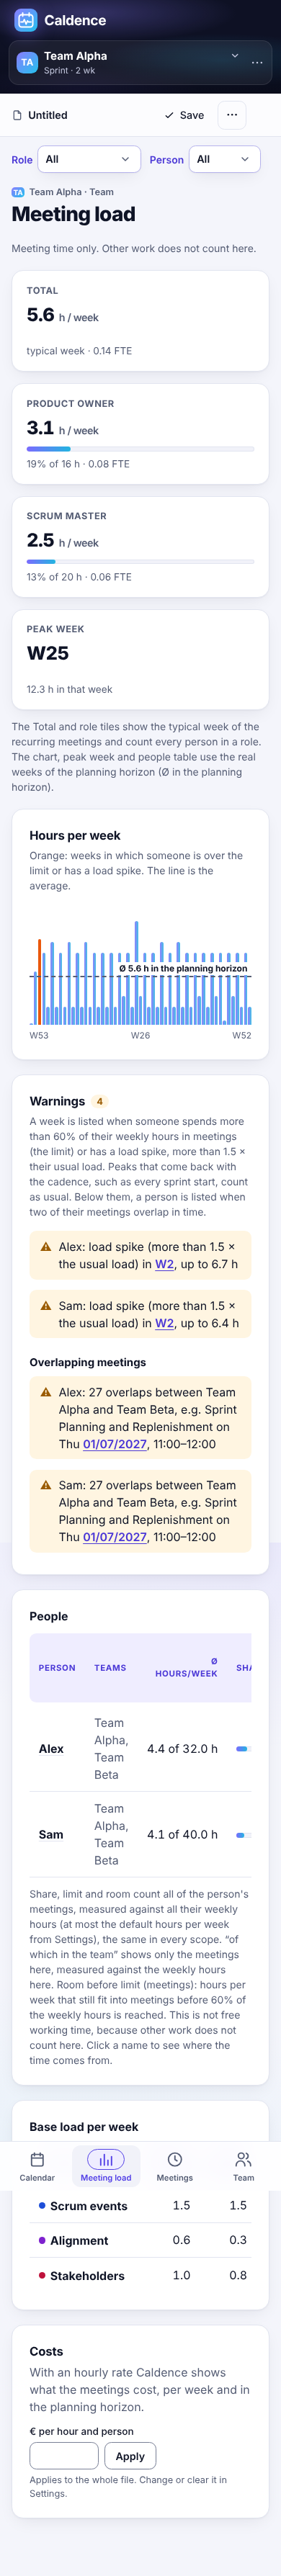 Caldence
TA
Team Alpha
Sprint · 2 wk
Untitled
Save
Role
All
Person
All
TA
Team Alpha · Team
Meeting load
Meeting time only. Other work does not count here.
TOTAL
5.6 h / week
typical week · 0.14 FTE
PRODUCT OWNER
3.1 h / week
19% of 16 h · 0.08 FTE
SCRUM MASTER
2.5 h / week
13% of 20 h · 0.06 FTE
PEAK WEEK
W25
12.3 h in that week
The Total and role tiles show the typical week of the
recurring meetings and count every person in a role.
The chart, peak week and people table use the real
weeks of the planning horizon (Ø in the planning
horizon).
Hours per week
Orange: weeks in which someone is over the
limit or has a load spike. The line is the
average.
Ø 5.6 h in the planning horizon
W53
W26
W52
Warnings 4
A week is listed when someone spends more
than 60% of their weekly hours in meetings
(the limit) or has a load spike, more than 1.5 ×
their usual load. Peaks that come back with
the cadence, such as every sprint start, count
as usual. Below them, a person is listed when
two of their meetings overlap in time.
Alex: load spike (more than 1.5 ×
the usual load) in W2, up to 6.7 h
Sam: load spike (more than 1.5 ×
the usual load) in W2, up to 6.4 h
Overlapping meetings
Alex: 27 overlaps between Team
Alpha and Team Beta, e.g. Sprint
Planning and Replenishment on
Thu 01/07/2027, 11:00–12:00
Sam: 27 overlaps between Team
Alpha and Team Beta, e.g. Sprint
Planning and Replenishment on
Thu 01/07/2027, 11:00–12:00
People
PERSON
TEAMS
Ø
HOURS/WEEK
Alex
Team
Alpha,
Team
Beta
4.4 of 32.0 h
Sam
Team
Alpha,
Team
Beta
4.1 of 40.0 h
Share, limit and room count all of the person's
meetings, measured against all their weekly
hours (at most the default hours per week
from Settings), the same in every scope. “of
which in the team” shows only the meetings
here, measured against the weekly hours
here. Room before limit (meetings): hours per
week that still fit into meetings before 60% of
the weekly hours is reached. This is not free
working time, because other work does not
count here. Click a name to see where the
time comes from.
Base load per week
Calendar
Meeting load
Meetings
Team
Scrum events
1.5
1.5
Alignment
0.6
0.3
Stakeholders
1.0
0.8
Costs
With an hourly rate Caldence shows
what the meetings cost, per week and in
the planning horizon.
€ per hour and person
Apply
Applies to the whole file. Change or clear it in
Settings.